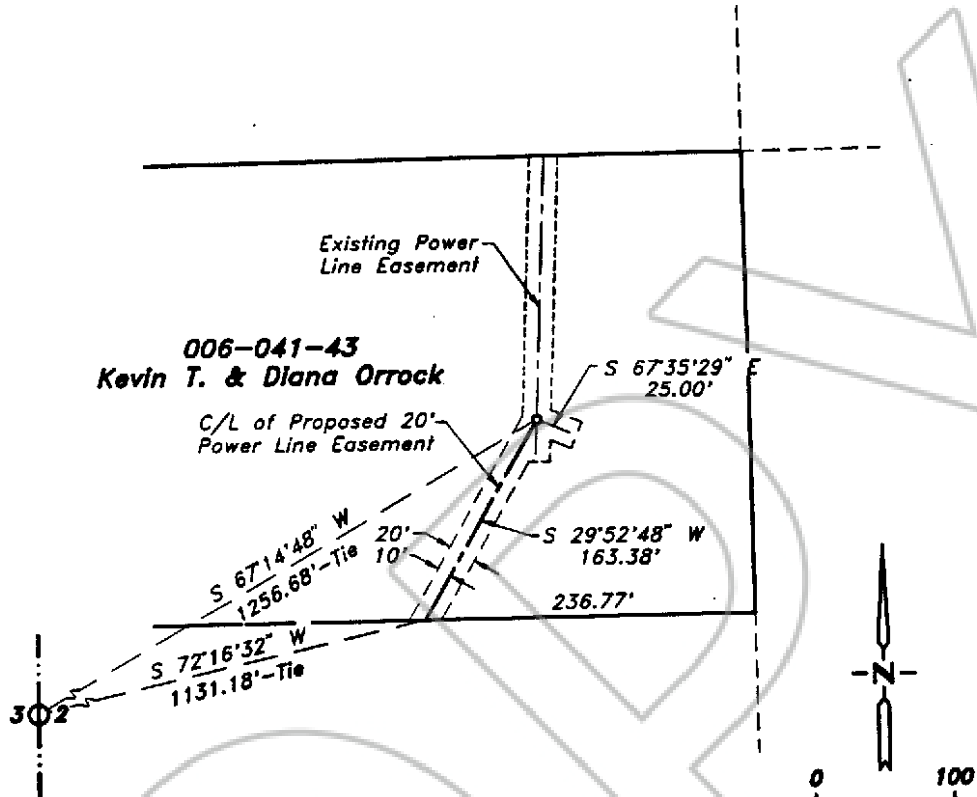 Existing Power
Line Easement
006-041-43
Kevin T. & Diana Orrock
S 67°35'29" E
25.00'
C/L of Proposed 20'
Power Line Easement
S 67°14'48" W
1256.68'-Tie
20'
10'
S 29°52'48" W
163.38'
236.77'
S 72°16'32" W
1131.18'-Tie
3 2
N
0 100